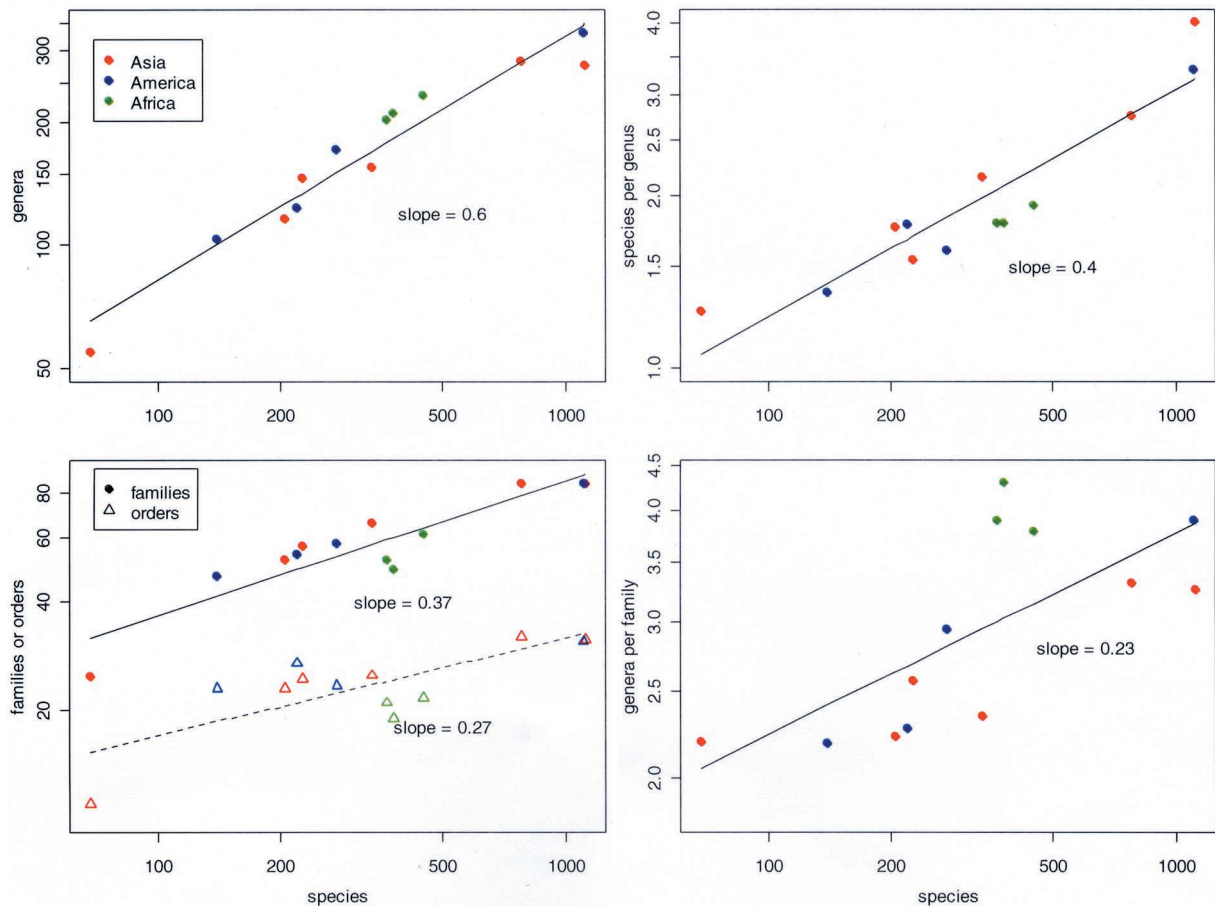 300
200
150
100
50
genera
Asia
America
Africa
slope = 0.6
100
200
500
1000
4.0
3.0
2.5
2.0
1.5
1.0
species per genus
slope = 0.4
100
200
500
1000
80
60
40
20
families or orders
families
orders
slope = 0.37
slope = 0.27
100
200
500
1000
species
4.5
4.0
3.5
3.0
2.5
2.0
genera per family
slope = 0.23
100
200
500
1000
species